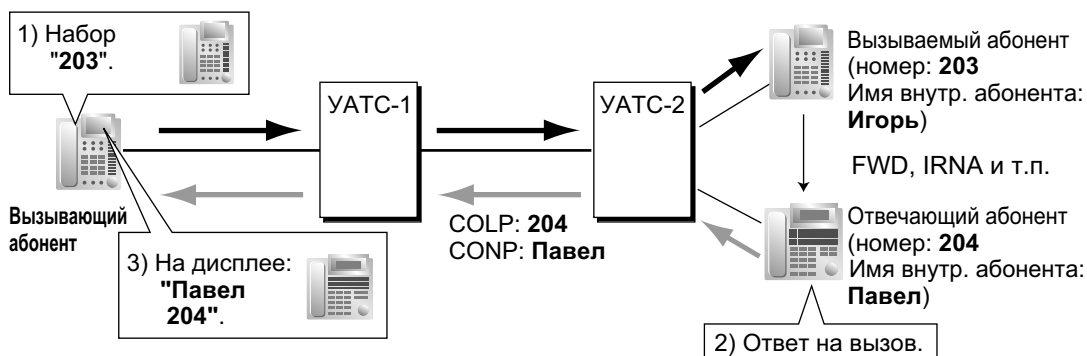 1) Набор
"203".
УАТС-1
УАТС-2
Вызываемый абонент
(номер: 203
Имя внутр. абонента:
Игорь)
FWD, IRNA и т.п.
Вызывающий
абонент
COLP: 204
CONP: Павел
Отвечающий абонент
(номер: 204
Имя внутр. абонента:
Павел)
3) На дисплее:
"Павел
204".
2) Ответ на вызов.